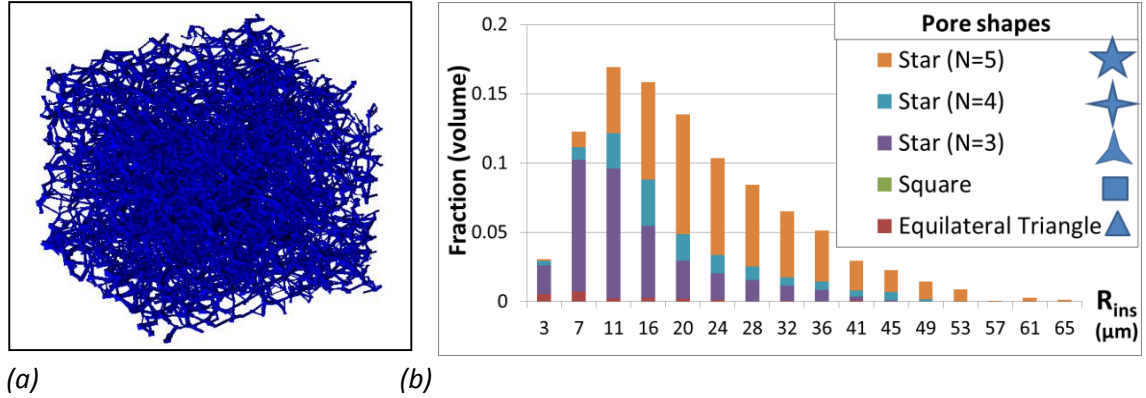 Fraction (volume)
0.2
0.15
0.1
0.05
0
Pore shapes
Star (N=5)
Star (N=4)
Star (N=3)
Square
Equilateral Triangle
3 7 11 16 20 24 28 32 36 41 45 49 53 57 61 65
Rins
(µm)
(a) (b)